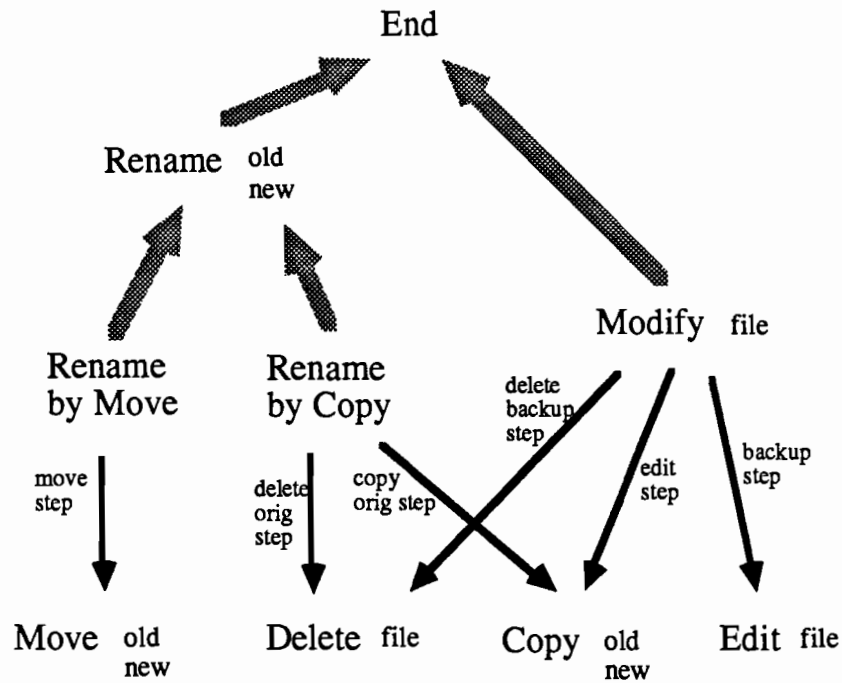 End
Rename old
new
Modify file
Rename
by Move
Rename
by Copy
delete
backup
step
move
step
delete
orig
step
copy
orig step
edit
step
backup
step
Move old
new
Delete file
Copy old
new
Edit file